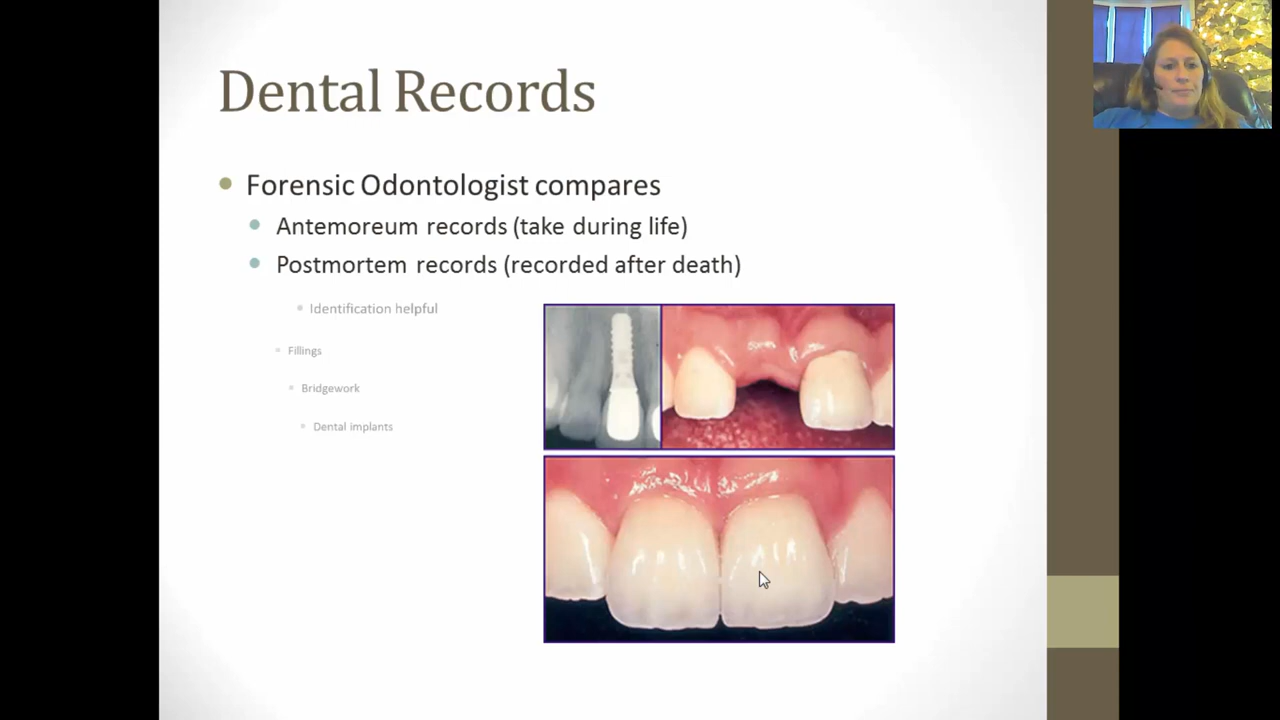 Dental Records
Forensic Odontologist compares
Antemoreum records (take during life)
Postmortem records (recorded after death)
Identification helpful
Fillings
Bridgework
Dental implants